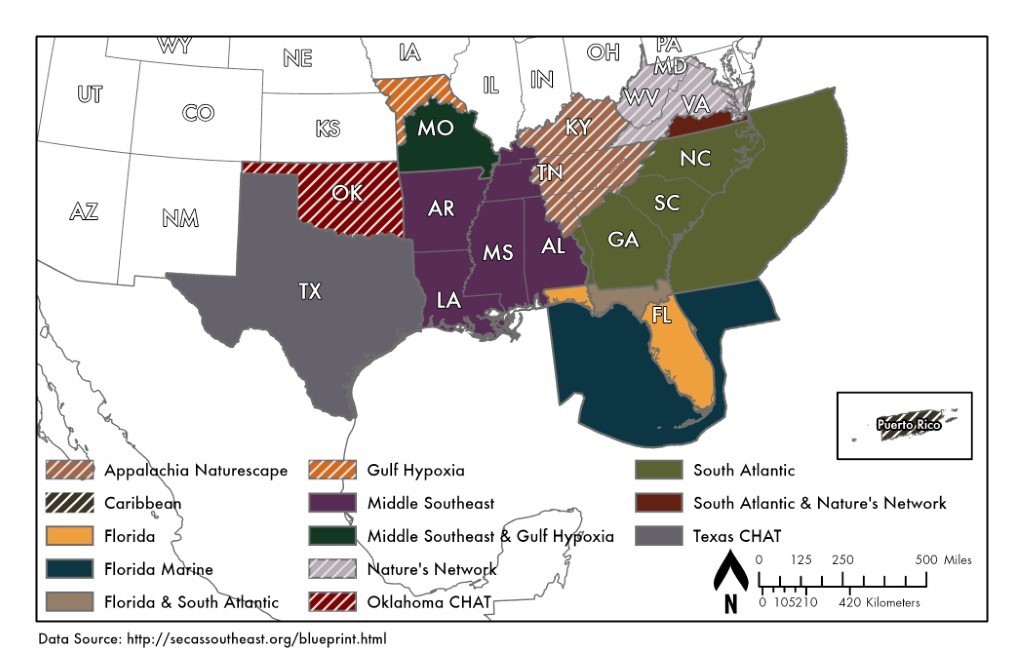 WY
NE
IA
OH
PA
MD
UT
CO
KS
IL
IN
WV
VA
MO
KY
NC
OK
TN
AZ
NM
AR
SC
MS
AL
GA
TX
LA
FL
Puerto Rico
Appalachia Naturescape
Caribbean
Florida
Florida Marine
Florida & South Atlantic
Gulf Hypoxia
Middle Southeast
Middle Southeast & Gulf Hypoxia
Nature's Network
Oklahoma CHAT
South Atlantic
South Atlantic & Nature's Network
Texas CHAT
N
0 125 250 500 Miles
0 105210 420 Kilometers
Data Source: http://secassoutheast.org/blueprint.html